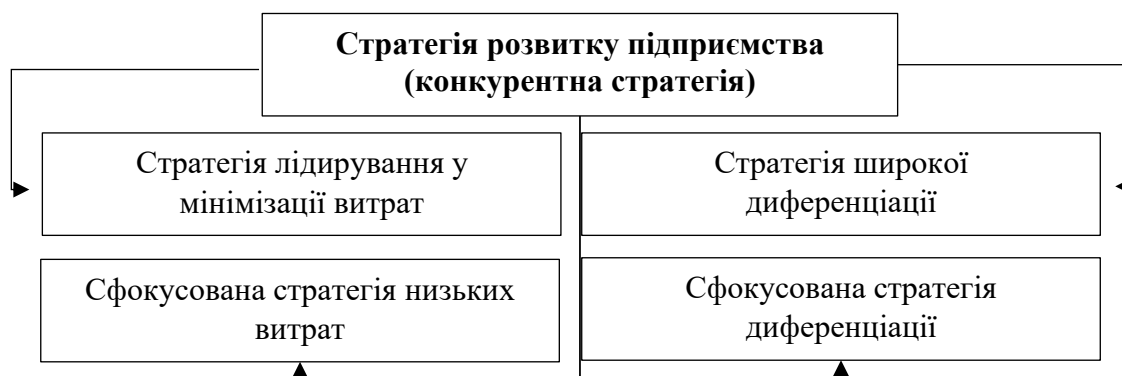 Стратегія розвитку підприємства
(конкурентна стратегія)
Стратегія лідирування у
мінімізації витрат
Стратегія широкої
диференціації
Сфокусована стратегія низьких
витрат
Сфокусована стратегія
диференціації